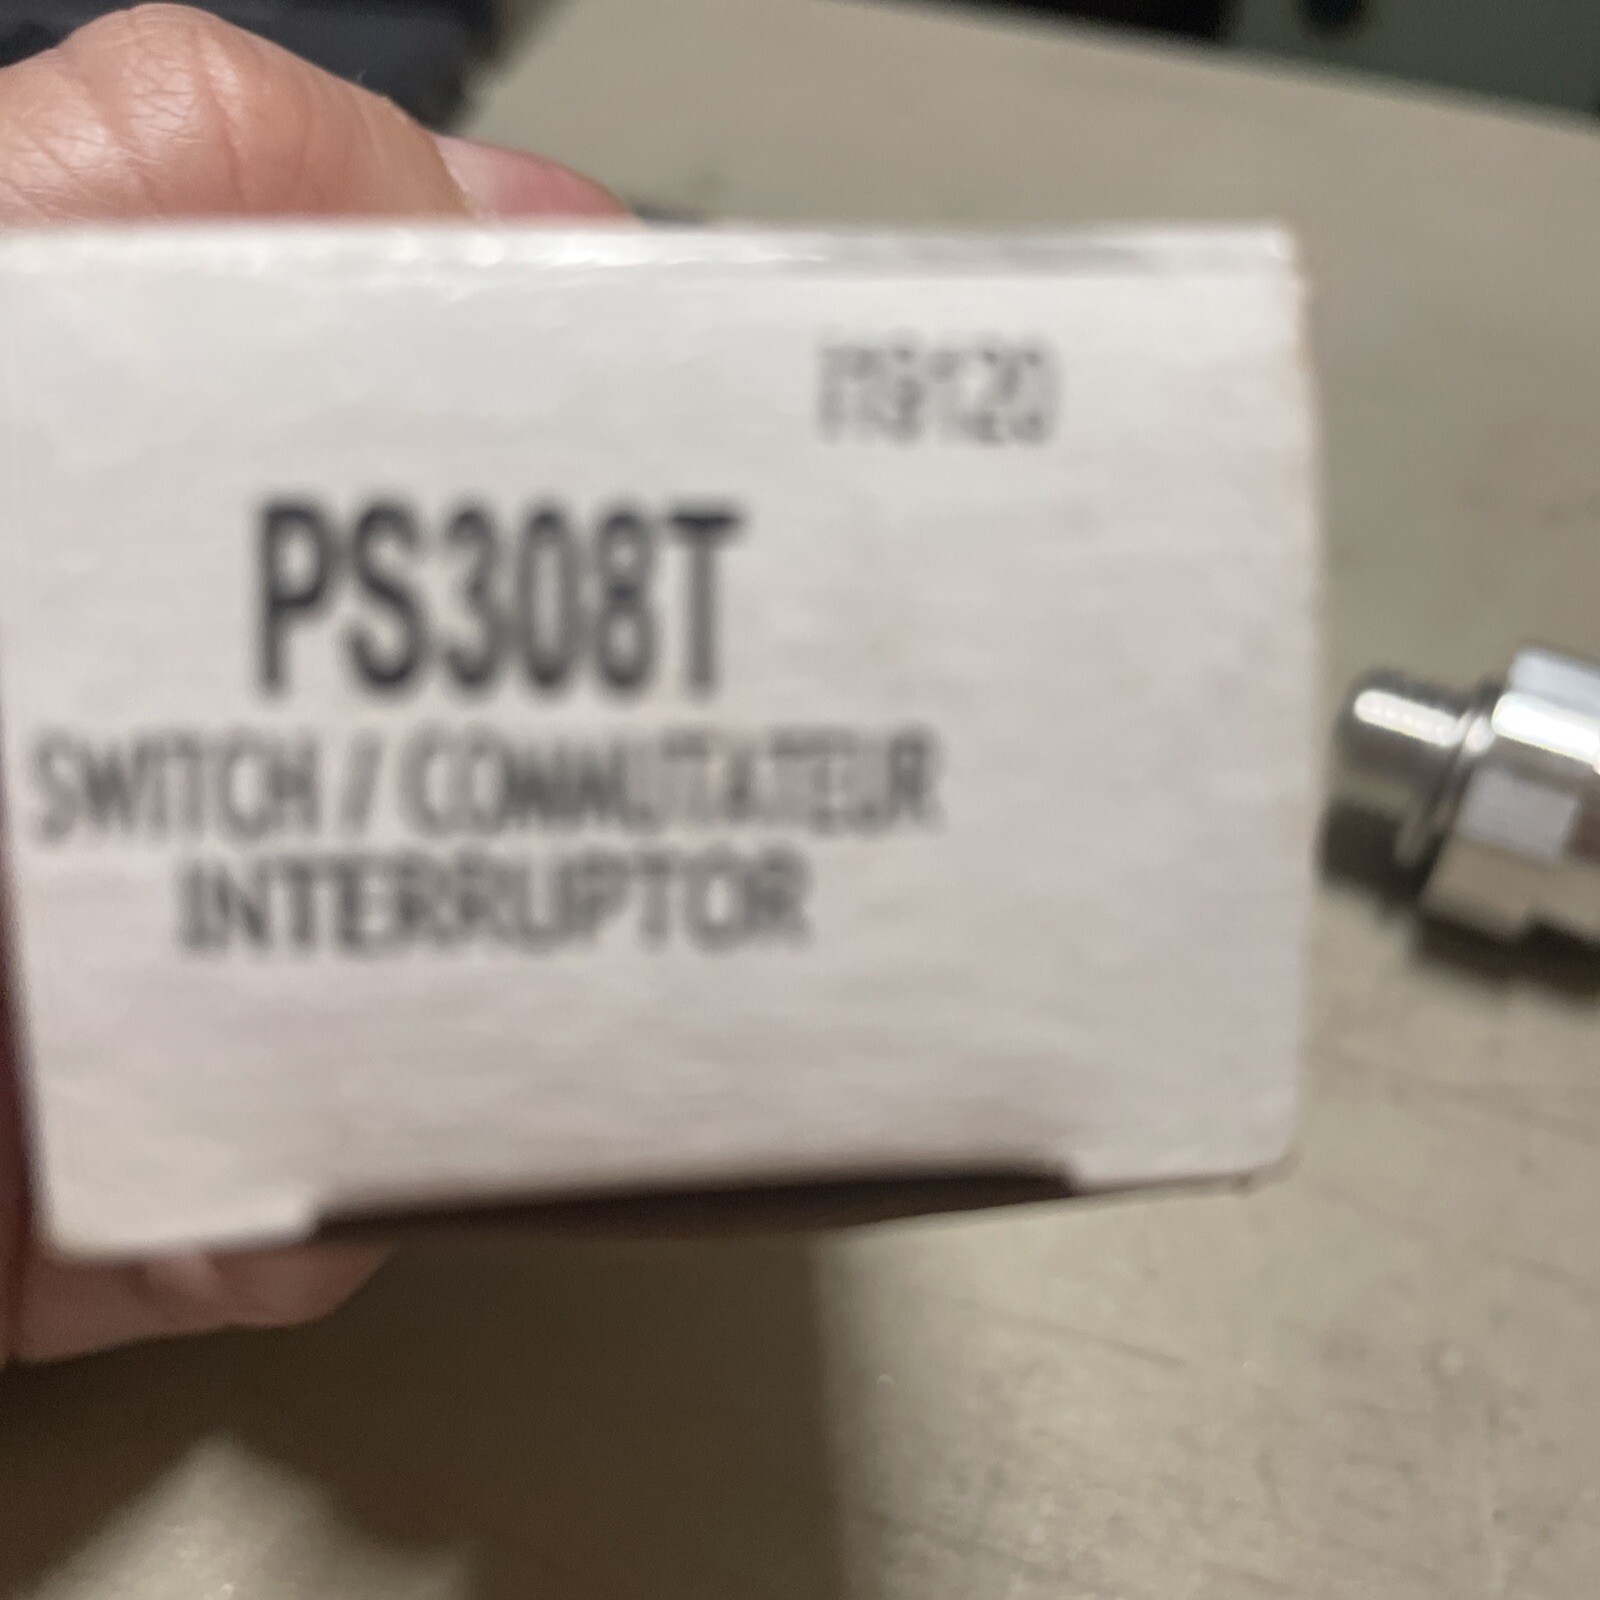 PS308T
SWITCH / COMMUTATEUR
INTERRUPTOR